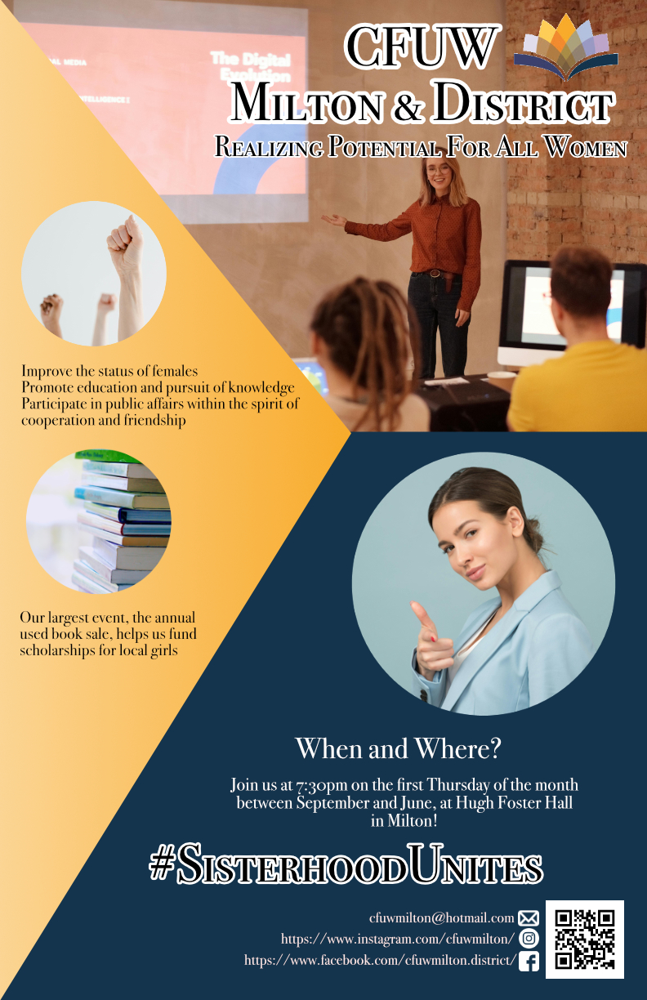 CFUW
Milton & District
Realizing Potential For All Women
The Digital
Evolution
AL MEDIA
INTELLIGENCE
Improve the status of females
Promote education and pursuit of knowledge
Participate in public affairs within the spirit of
cooperation and friendship
Our largest event, the annual
used book sale, helps us fund
scholarships for local girls
When and Where?
Join us at 7:30pm on the first Thursday of the month
between September and June, at Hugh Foster Hall
in Milton!
#SisterhoodUnites
cfuwmilton@hotmail.com
https://www.instagram.com/cfuwmilton/
https://www.facebook.com/cfuwmilton.district/